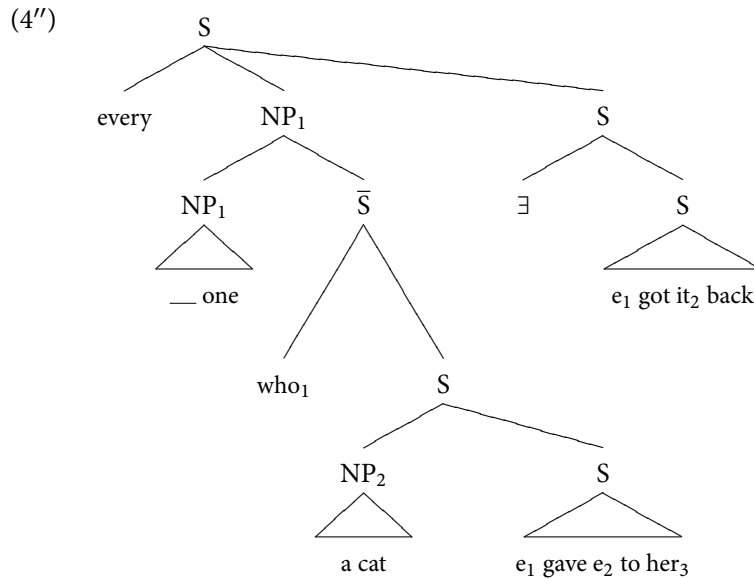 (4″)
S
every NP₁ S
NP₁ S̅ ∃ S
__ one e₁ got it₂ back
who₁ S
NP₂ S
a cat e₁ gave e₂ to her₃